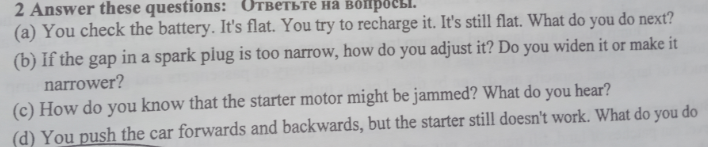 2 Answer these questions: Ответьте на вопросы.
(a) You check the battery. It's flat. You try to recharge it. It's still flat. What do you do next?
(b) If the gap in a spark plug is too narrow, how do you adjust it? Do you widen it or make it
narrower?
(c) How do you know that the starter motor might be jammed? What do you hear?
(d) You push the car forwards and backwards, but the starter still doesn't work. What do you do